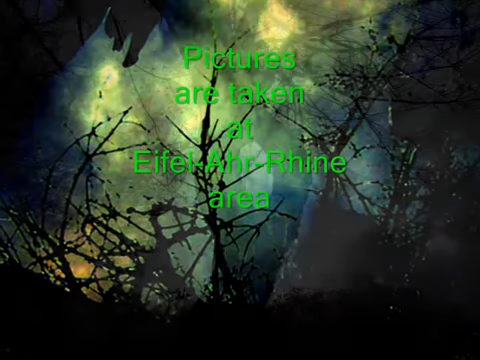 Pictures
are taken
at
Eifel-Ahr-Rhine
area